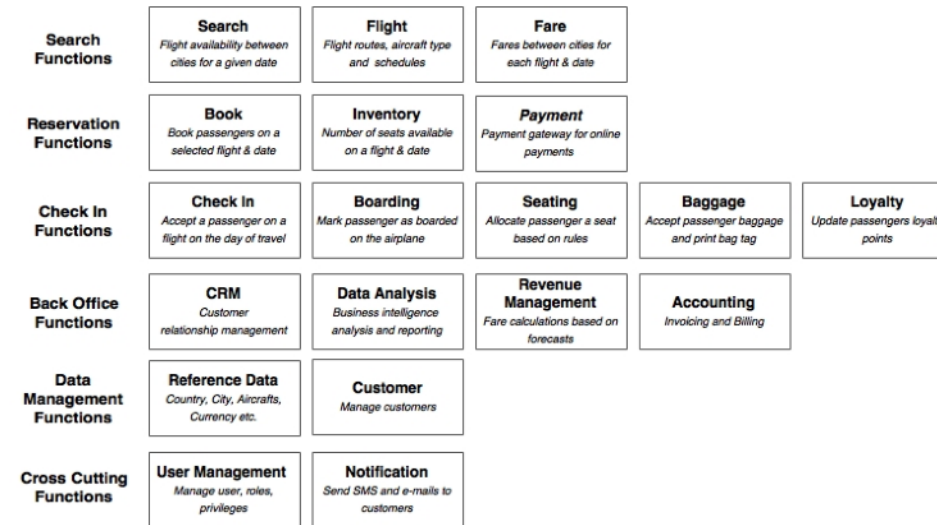 Search
Functions
Search
Flight availability between
cities for a given date
Flight
Flight routes, aircraft type
and schedules
Fare
Fares between cities for
each flight & date
Reservation
Functions
Book
Book passengers on a
selected flight & date
Inventory
Number of seats available
on a flight & date
Payment
Payment gateway for online
payments
Check In
Functions
Check In
Accept a passenger on a
flight on the day of travel
Boarding
Mark passenger as boarded
on the airplane
Seating
Allocate passenger a seat
based on rules
Baggage
Accept passenger baggage
and print bag tag
Loyalty
Update passengers loyalt
points
Back Office
Functions
CRM
Customer
relationship management
Data Analysis
Business intelligence
analysis and reporting
Revenue
Management
Fare calculations based on
forecasts
Accounting
Invoicing and Billing
Data
Management
Functions
Reference Data
Country, City, Aircrafts,
Currency etc.
Customer
Manage customers
Cross Cutting
Functions
User Management
Manage user, roles,
privileges
Notification
Send SMS and e-mails to
customers